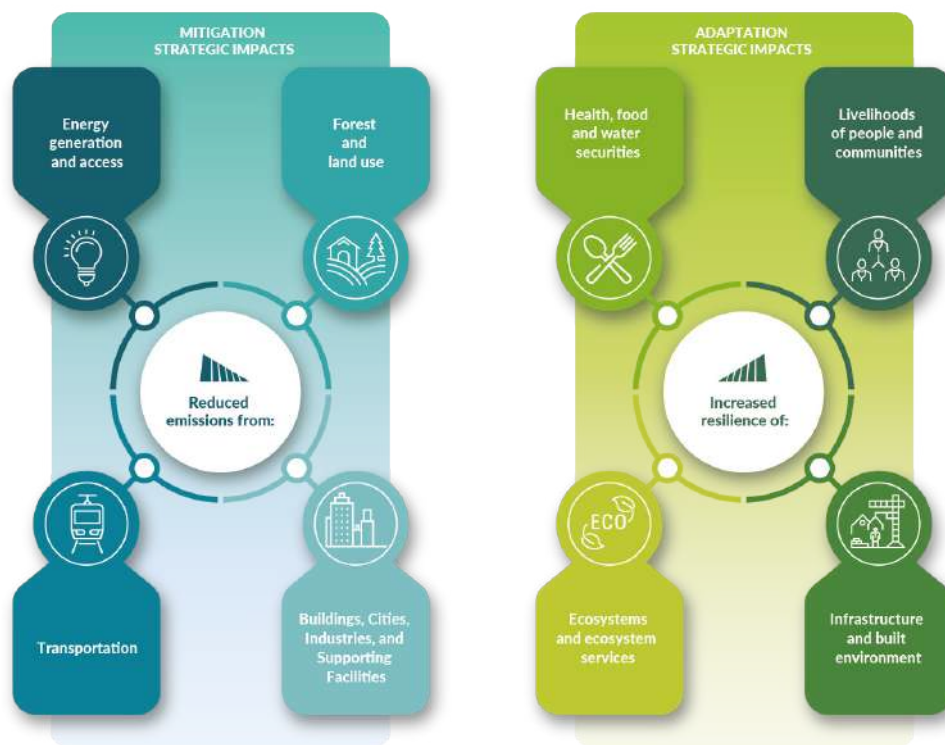 MITIGATION
STRATEGIC IMPACTS
Energy
generation
and access
Forest
and
land use
Reduced
emissions from:
Transportation
Buildings, Cities,
Industries, and
Supporting
Facilities
ADAPTATION
STRATEGIC IMPACTS
Health, food
and water
securities
Livelihoods
of people and
communities
Increased
resilience of:
ECO
Ecosystems
and ecosystem
services
Infrastructure
and built
environment